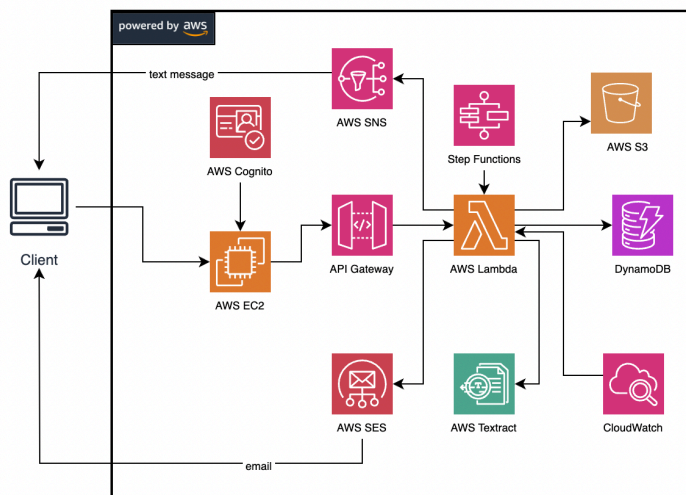 powered by aws
text message
AWS SNS
Step Functions
AWS S3
AWS Cognito
Client
AWS EC2
API Gateway
</>
AWS Lambda
DynamoDB
AWS SES
T
AWS Textract
CloudWatch
email